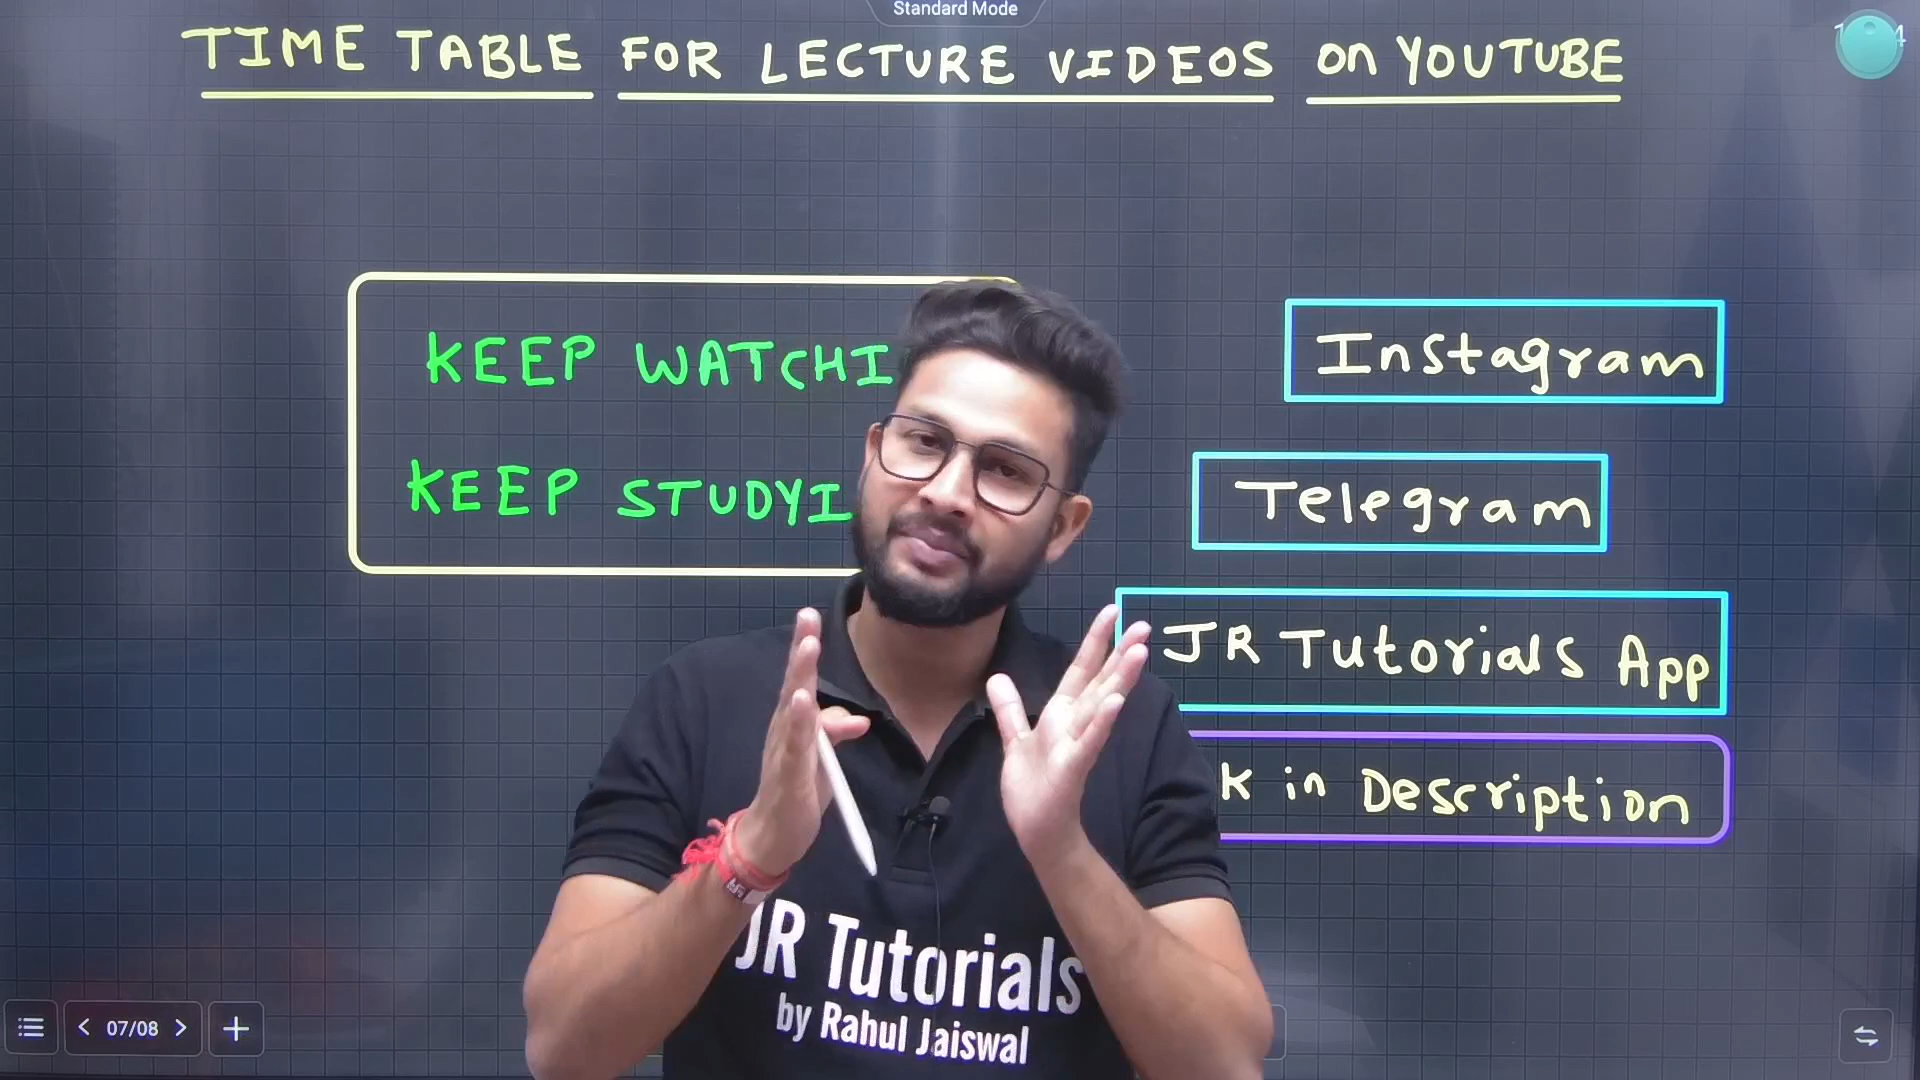 Standard Mode
TIME TABLE FOR LECTURE VIDEOS on YOUTUBE
KEEP WATCHI
KEEP STUDYI
Instagram
Telegram
JR Tutorials App
K in Description
JR Tutorials
by Rahul Jaiswal
07/08